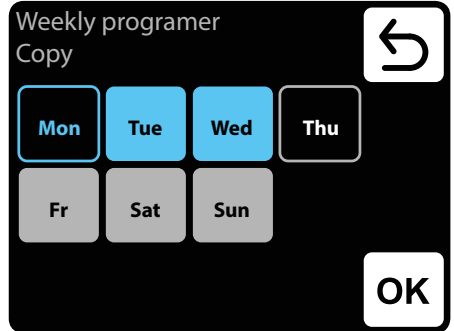 Weekly programer
Copy
Mon Tue Wed Thu
Fr Sat Sun
OK